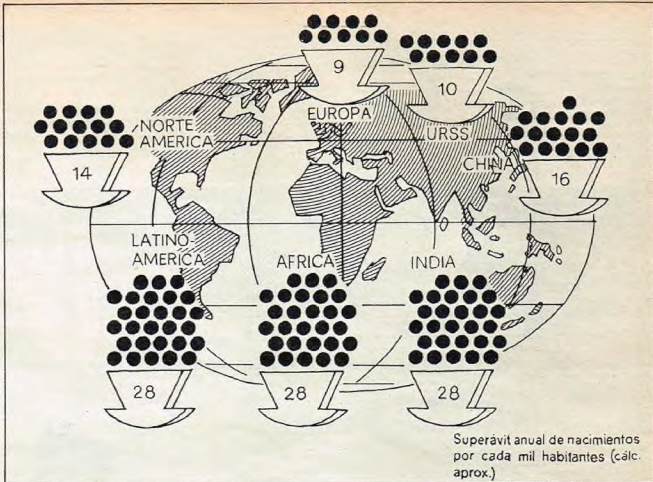 9
10
EUROPA
NORTE
AMERICA
URSS
CHINA
14
16
LATINO-
AMERICA
AFRICA
INDIA
28
28
28
Superávit anual de nacimientos
por cada mil habitantes (cálc.
aprox.)